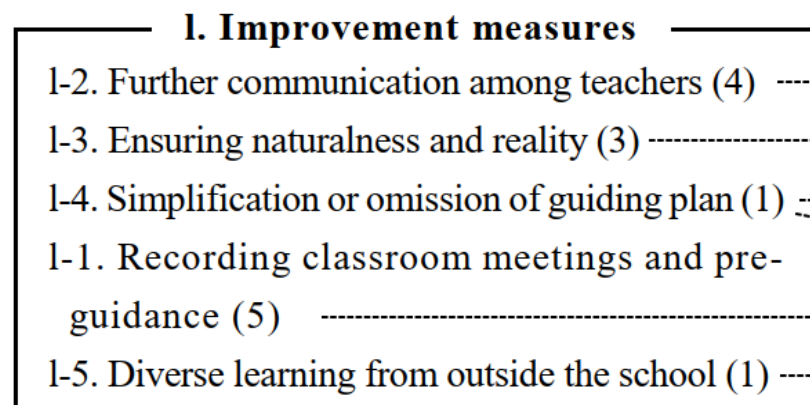 l. Improvement measures
l-2. Further communication among teachers (4)
l-3. Ensuring naturalness and reality (3)
l-4. Simplification or omission of guiding plan (1)
l-1. Recording classroom meetings and pre-
guidance (5)
l-5. Diverse learning from outside the school (1)